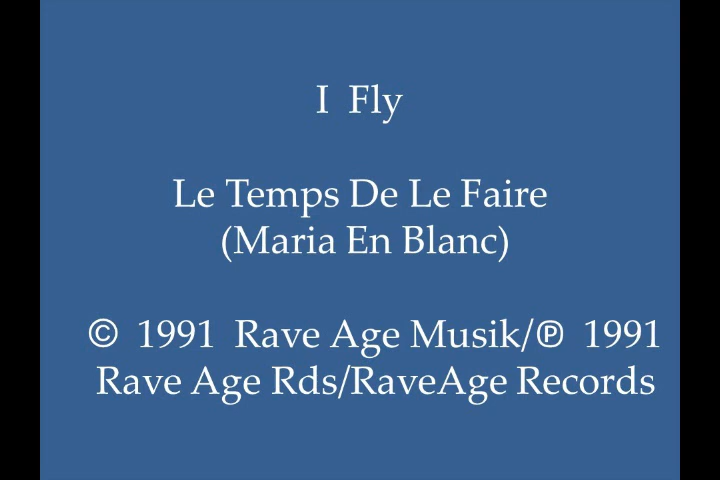 I Fly
Le Temps De Le Faire
(Maria En Blanc)
© 1991 Rave Age Musik/℗ 1991
Rave Age Rds/RaveAge Records